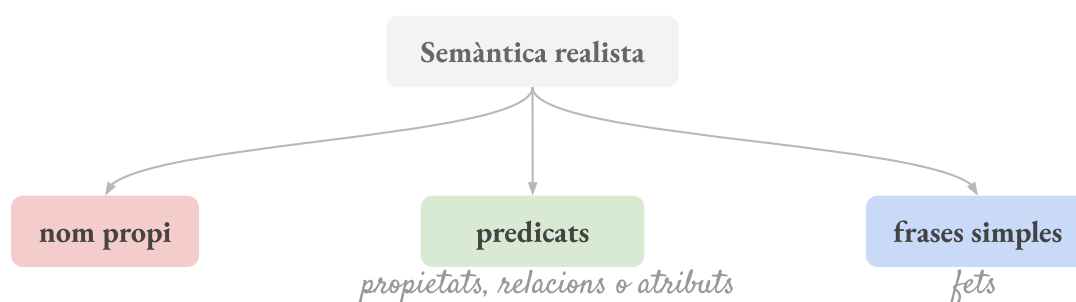 Semàntica realista
nom propi
predicats
frases simples
propietats, relacions o atributs
fets